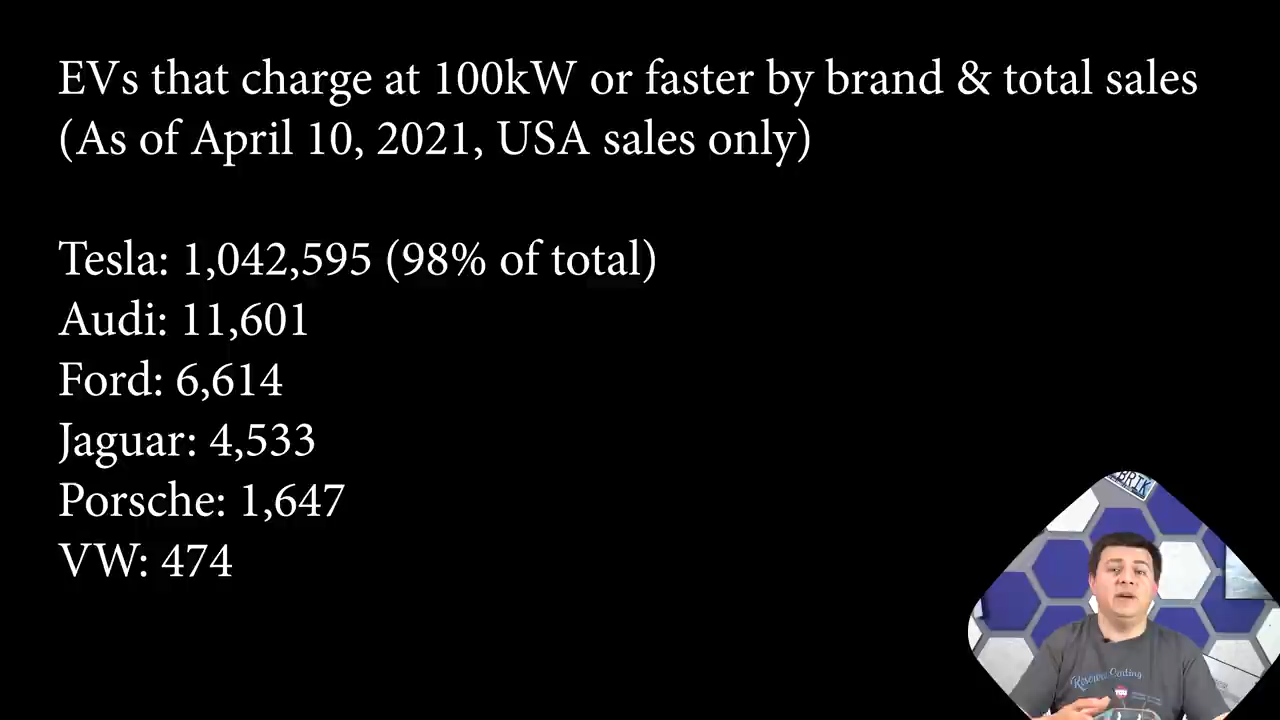 EVs that charge at 100kW or faster by brand & total sales
(As of April 10, 2021, USA sales only)
Tesla: 1,042,595 (98% of total)
Audi: 11,601
Ford: 6,614
Jaguar: 4,533
Porsche: 1,647
VW: 474
YOU